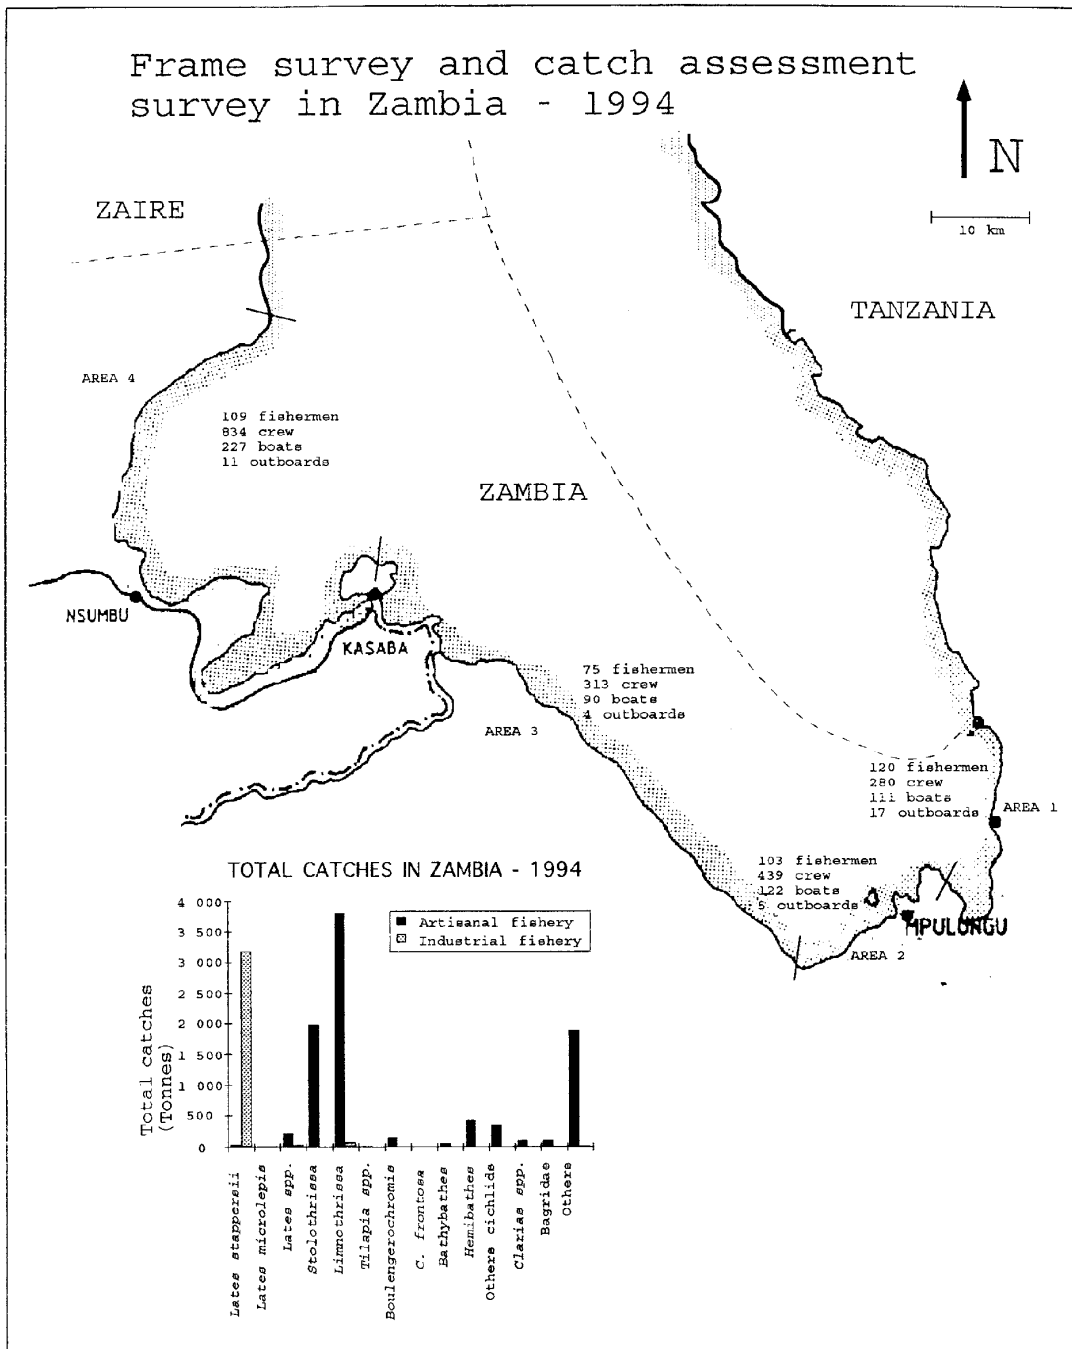 Frame survey and catch assessment
survey in Zambia - 1994
N
10 km
ZAIRE
TANZANIA
AREA 4
109 fishermen
834 crew
227 boats
11 outboards
ZAMBIA
NSUMBU
KASABA
75 fishermen
313 crew
90 boats
4 outboards
AREA 3
120 fishermen
280 crew
111 boats
17 outboards
AREA 1
103 fishermen
439 crew
122 boats
5 outboards
MPULUNGU
AREA 2
TOTAL CATCHES IN ZAMBIA - 1994
Artisanal fishery
Industrial fishery
Total catches
(Tonnes)
4 000
3 500
3 000
2 500
2 000
1 500
1 000
500
0
Lates stappersii
Lates microlepis
Lates spp.
Stolothrissa
Limnothrissa
Tilapia spp.
Boulengerochromis
C. frontosa
Bathybathes
Hemibathes
Others cichlids
Clarias spp.
Bagridae
Others